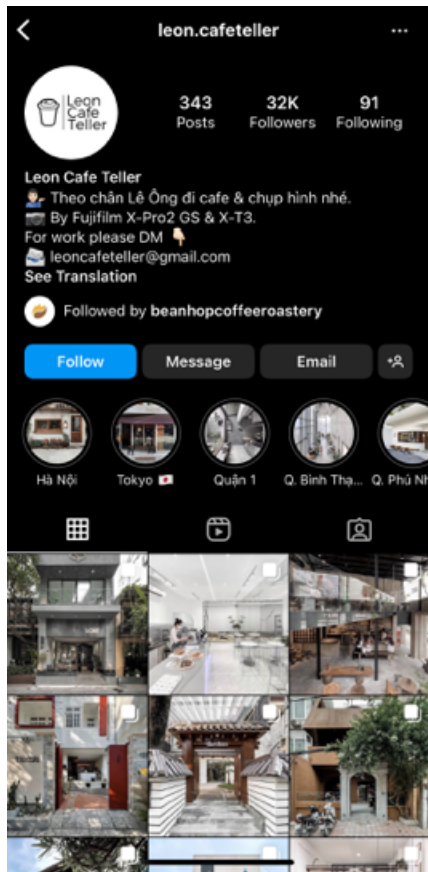 leon.cafeteller
Leon
Cafe
Teller
343 32K 91
Posts Followers Following
Leon Cafe Teller
Theo chân Lê Ông đi cafe & chụp hình nhé.
By Fujifilm X-Pro2 GS & X-T3.
For work please DM
leoncafeteller@gmail.com
See Translation
Followed by beanhopcoffeeroastery
Follow Message Email
Hà Nội Tokyo Quận 1 Q. Bình Thạ... Q. Phú Nh